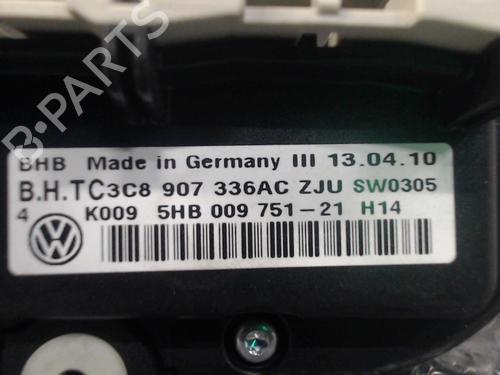 B-PARTS
BHB Made in Germany III 13.04.10
B.H.TC3C8 907 336AC ZJU SW0305
4 K009 5HB 009 751-21 H14